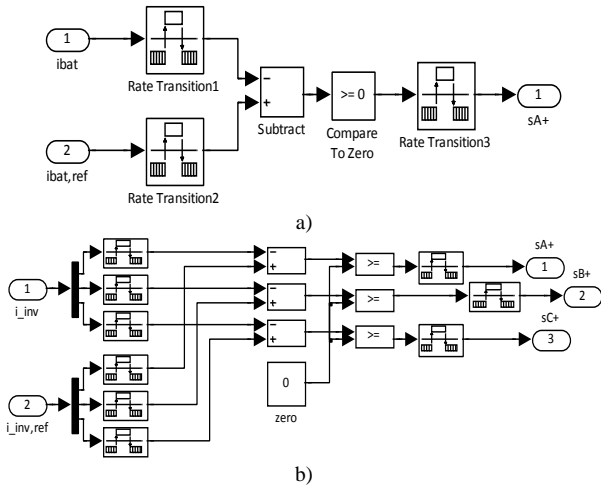 1
ibat
Rate Transition1
2
ibat,ref
Rate Transition2
−
+
Subtract
>= 0
Compare
To Zero
Rate Transition3
1
sA+
a)
1
i_inv
2
i_inv,ref
−
+
−
+
−
+
0
zero
>=
>=
>=
sA+
1
sB+
2
sC+
3
b)